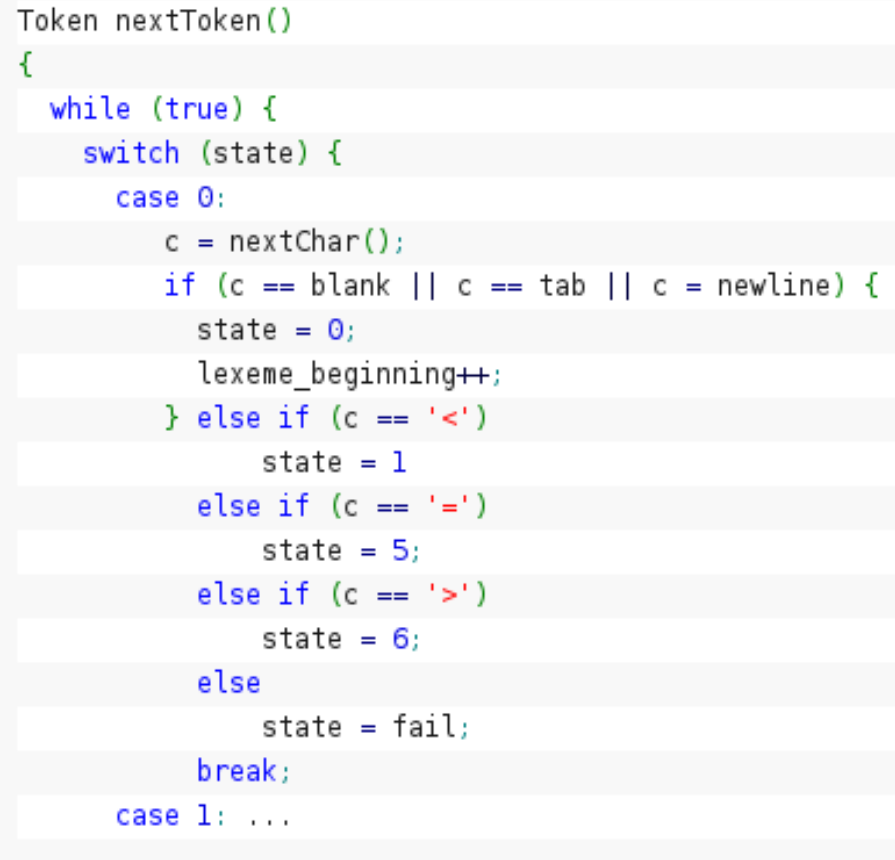 Token nextToken()
{
  while (true) {
    switch (state) {
      case 0:
         c = nextChar();
         if (c == blank || c == tab || c = newline) {
           state = 0;
           lexeme_beginning++;
         } else if (c == '<')
               state = 1
           else if (c == '=')
               state = 5;
           else if (c == '>')
               state = 6;
           else
               state = fail;
           break;
      case 1: ...